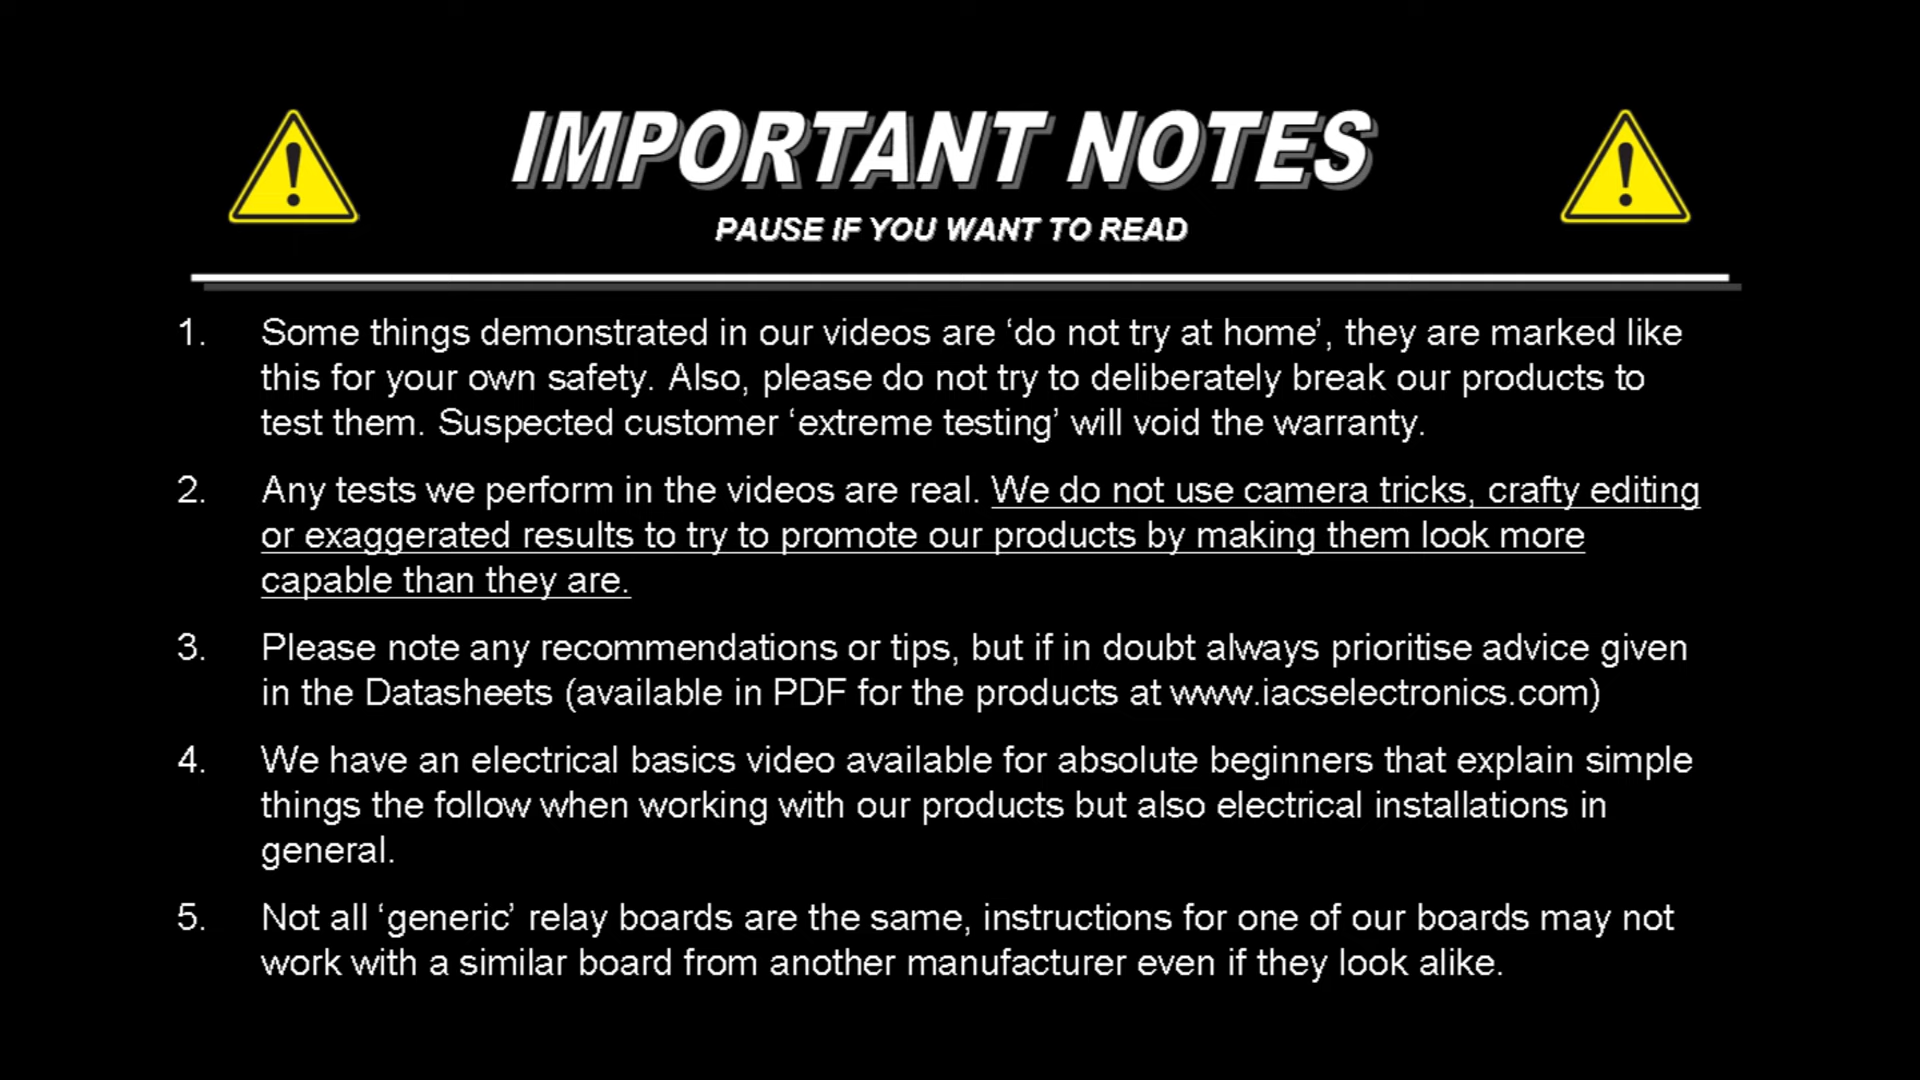 IMPORTANT NOTES
PAUSE IF YOU WANT TO READ
1. Some things demonstrated in our videos are ‘do not try at home’, they are marked like
this for your own safety. Also, please do not try to deliberately break our products to
test them. Suspected customer ‘extreme testing’ will void the warranty.
2. Any tests we perform in the videos are real. We do not use camera tricks, crafty editing
or exaggerated results to try to promote our products by making them look more
capable than they are.
3. Please note any recommendations or tips, but if in doubt always prioritise advice given
in the Datasheets (available in PDF for the products at www.iacselectronics.com)
4. We have an electrical basics video available for absolute beginners that explain simple
things the follow when working with our products but also electrical installations in
general.
5. Not all ‘generic’ relay boards are the same, instructions for one of our boards may not
work with a similar board from another manufacturer even if they look alike.